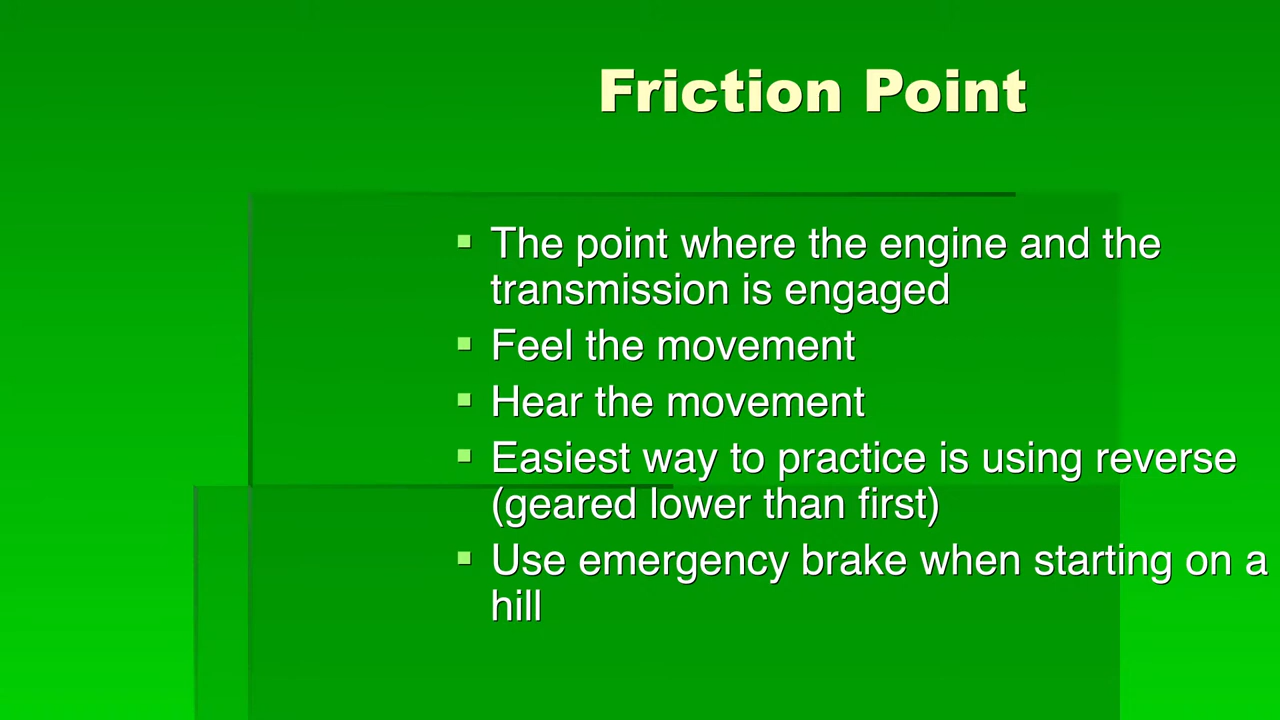 Friction Point
▪ The point where the engine and the
transmission is engaged
▪ Feel the movement
▪ Hear the movement
▪ Easiest way to practice is using reverse
(geared lower than first)
▪ Use emergency brake when starting on a
hill